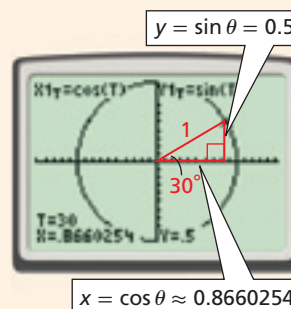 y = sin θ = 0.5
X1T=cos(T) Y1T=sin(T
1
30°
T=30
X=.8660254 Y=.5
x = cos θ ≈ 0.8660254